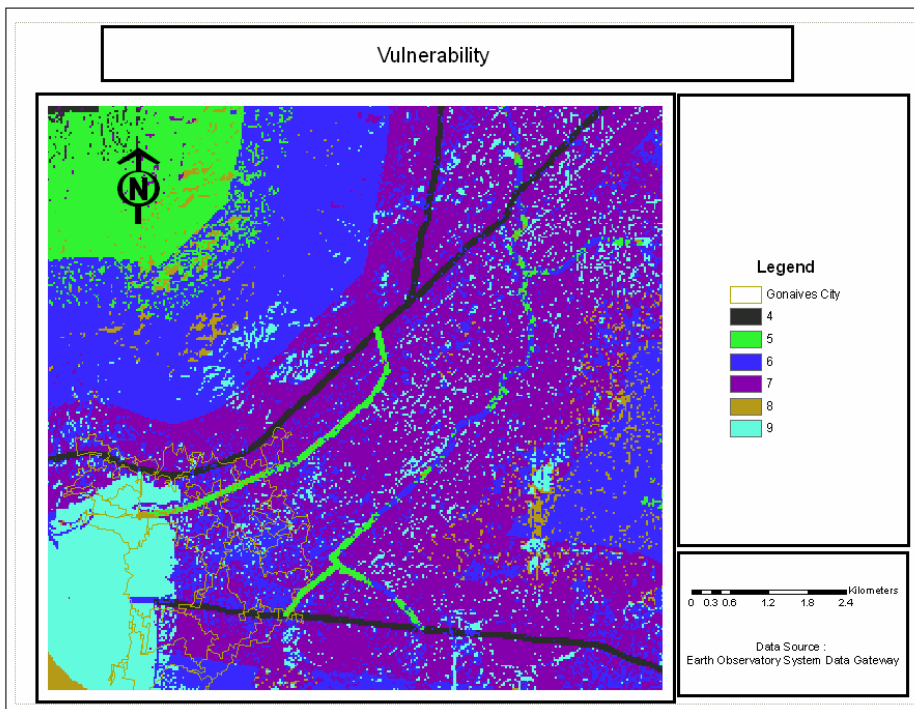 Vulnerability
N
Legend
Gonaives City
4
5
6
7
8
9
Kilometers
0 0.3 0.6 1.2 1.8 2.4
Data Source :
Earth Observatory System Data Gateway